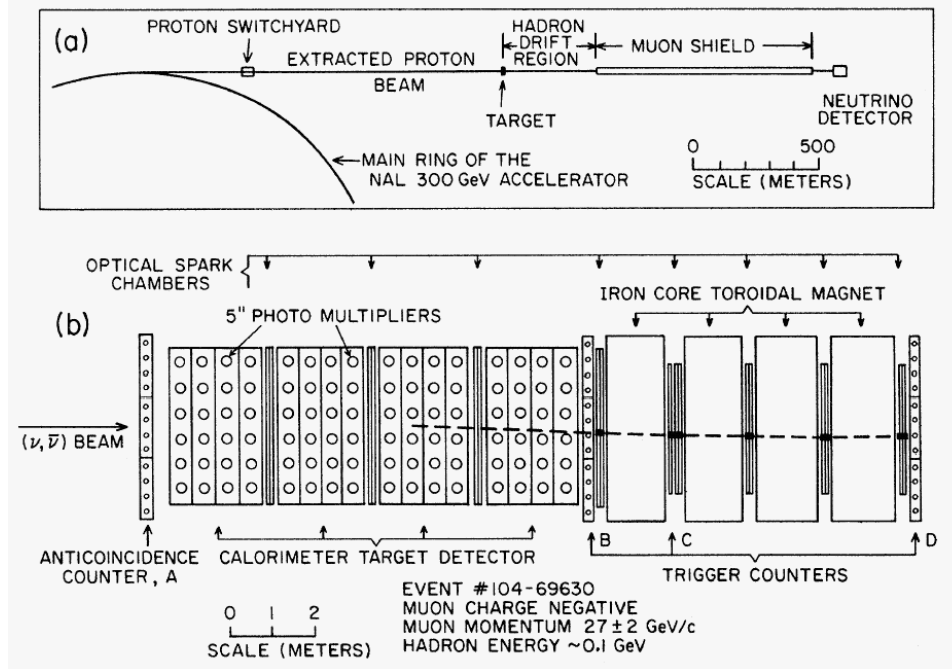 (a)
PROTON SWITCHYARD
EXTRACTED PROTON
BEAM
HADRON
DRIFT
REGION
MUON SHIELD
TARGET
NEUTRINO
DETECTOR
MAIN RING OF THE
NAL 300 GeV ACCELERATOR
0 500
SCALE (METERS)
OPTICAL SPARK
CHAMBERS
IRON CORE TOROIDAL MAGNET
(b)
5" PHOTO MULTIPLIERS
(ν, ν̄) BEAM
B C D
ANTICOINCIDENCE
COUNTER, A
CALORIMETER TARGET DETECTOR
TRIGGER COUNTERS
0 1 2
SCALE (METERS)
EVENT #104-69630
MUON CHARGE NEGATIVE
MUON MOMENTUM 27 ± 2 GeV/c
HADRON ENERGY ~0.1 GeV